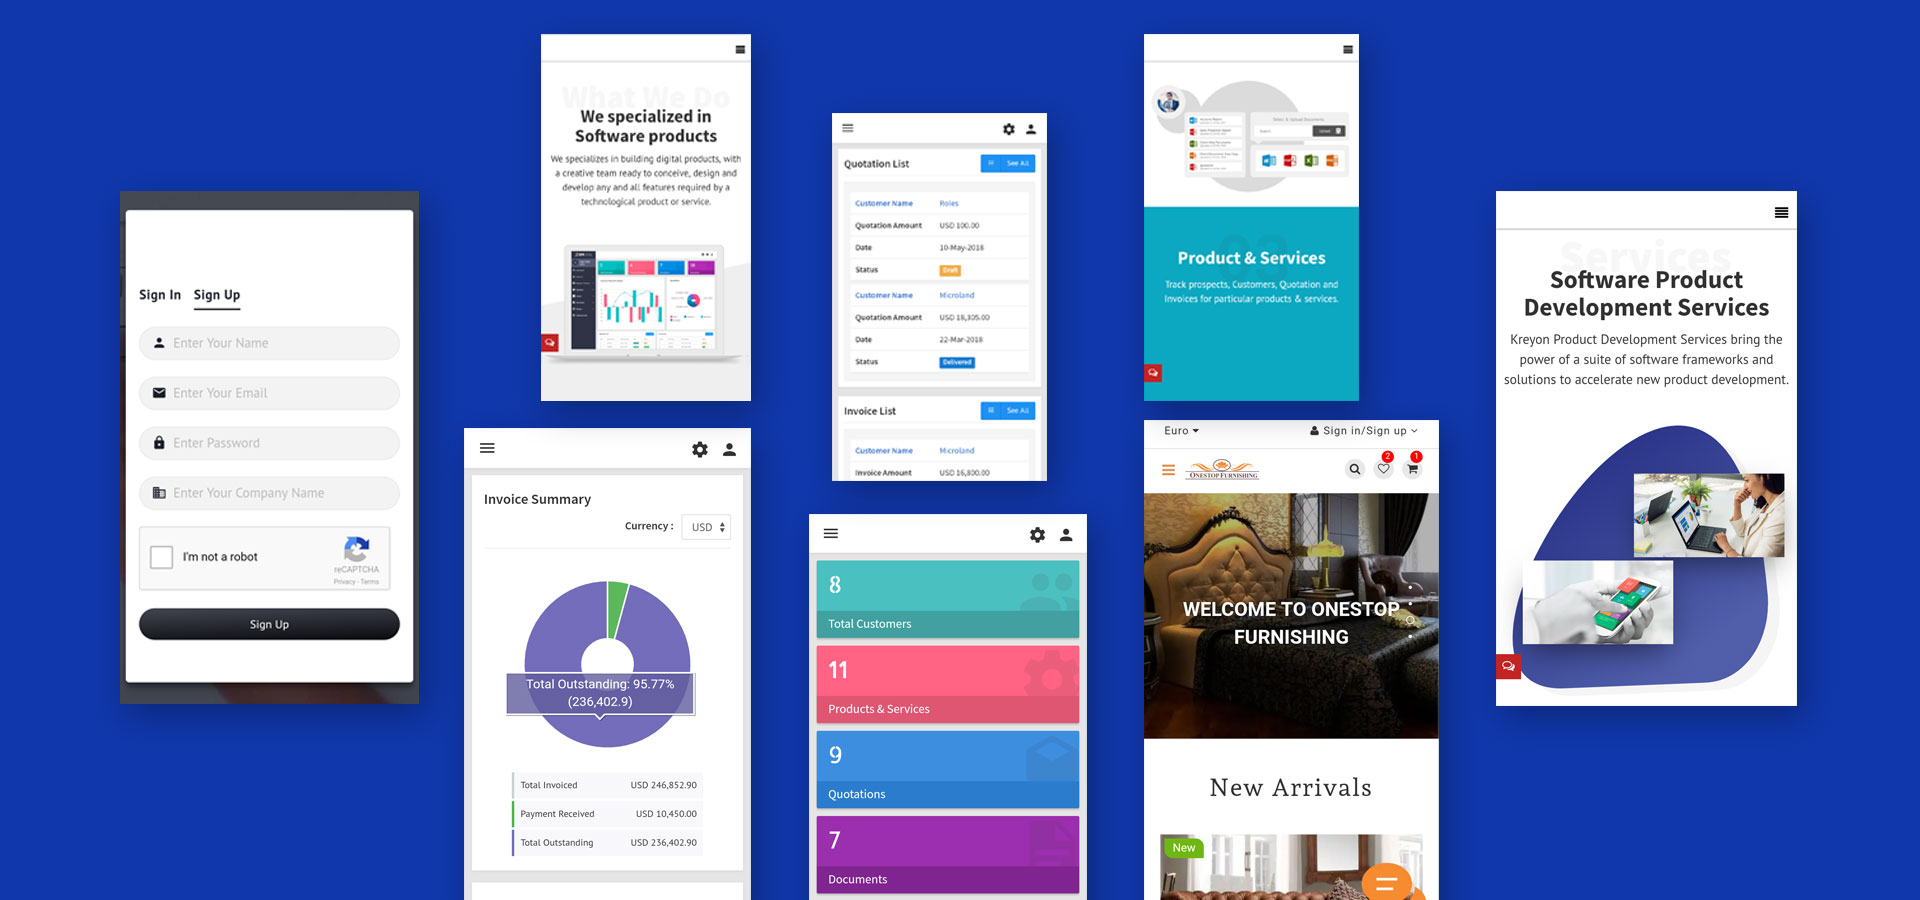 Sign In Sign Up
Enter Your Name
Enter Your Email
Enter Password
Enter Your Company Name
I'm not a robot
reCAPTCHA
Privacy - Terms
Sign Up
What We Do
We specialized in
Software products
We specializes in building digital products, with
a creative team ready to conceive, design and
develop any and all features required by a
technological product or service.
Invoice Summary
Currency : USD
Total Outstanding: 95.77%
(236,402.9)
Total Invoiced USD 246,852.90
Payment Received USD 10,450.00
Total Outstanding USD 236,402.90
Quotation List See All
Customer Name Roles
Quotation Amount USD 100.00
Date 10-May-2018
Status Draft
Customer Name Microland
Quotation Amount USD 18,305.00
Date 22-Mar-2018
Status Delivered
Invoice List See All
Customer Name Microland
Invoice Amount USD 16,800.00
8
Total Customers
11
Products & Services
9
Quotations
7
Documents
Select & Upload Documents
Search Upload
03
Product & Services
Track prospects, Customers, Quotation and
Invoices for particular products & services.
Euro Sign in/Sign up
2 1
ONESTOP FURNISHING
WELCOME TO ONESTOP
FURNISHING
New Arrivals
New
Services
Software Product
Development Services
Kreyon Product Development Services bring the
power of a suite of software frameworks and
solutions to accelerate new product development.